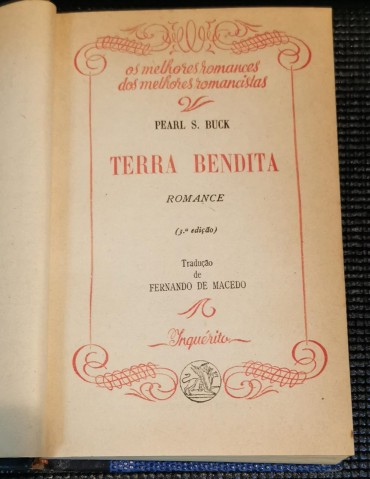 os melhores romances
dos melhores romancistas
PEARL S. BUCK
TERRA BENDITA
ROMANCE
(3.ª edição)
Tradução
de
FERNANDO DE MACEDO
Inquérito